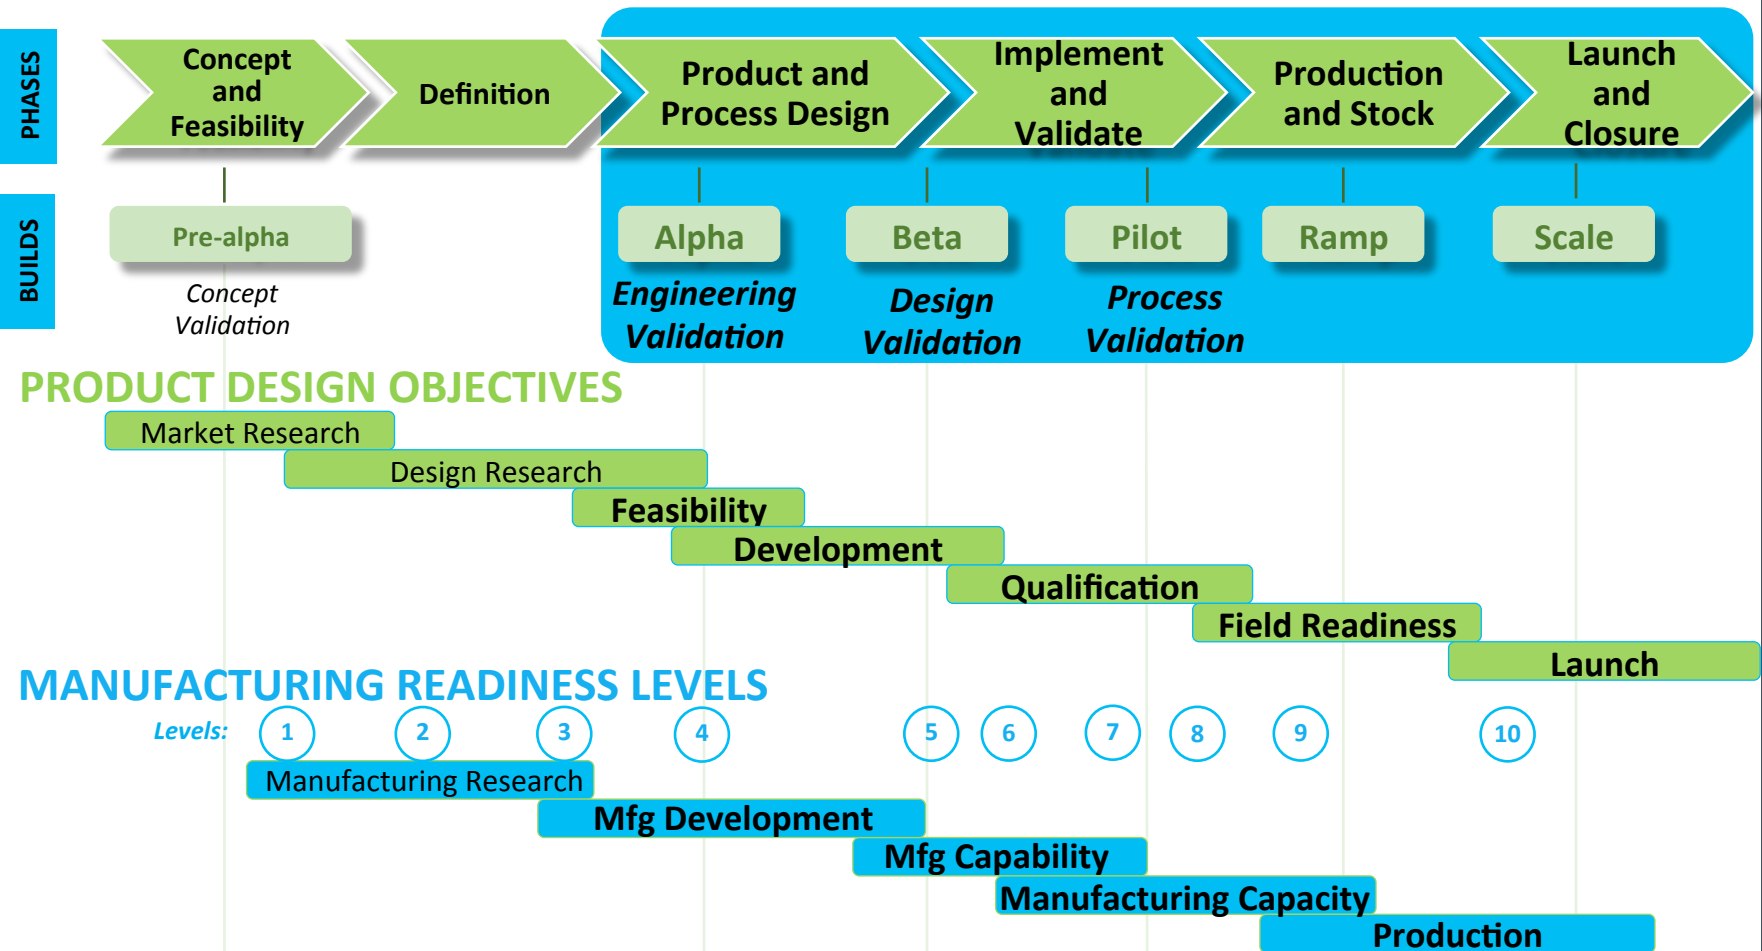 PHASES
Concept
and
Feasibility
Definition
Product and
Process Design
Implement
and
Validate
Production
and Stock
Launch
and
Closure
BUILDS
Pre-alpha
Alpha
Beta
Pilot
Ramp
Scale
Concept
Validation
Engineering
Validation
Design
Validation
Process
Validation
PRODUCT DESIGN OBJECTIVES
Market Research
Design Research
Feasibility
Development
Qualification
Field Readiness
Launch
MANUFACTURING READINESS LEVELS
Levels: 1 2 3 4 5 6 7 8 9 10
Manufacturing Research
Mfg Development
Mfg Capability
Manufacturing Capacity
Production